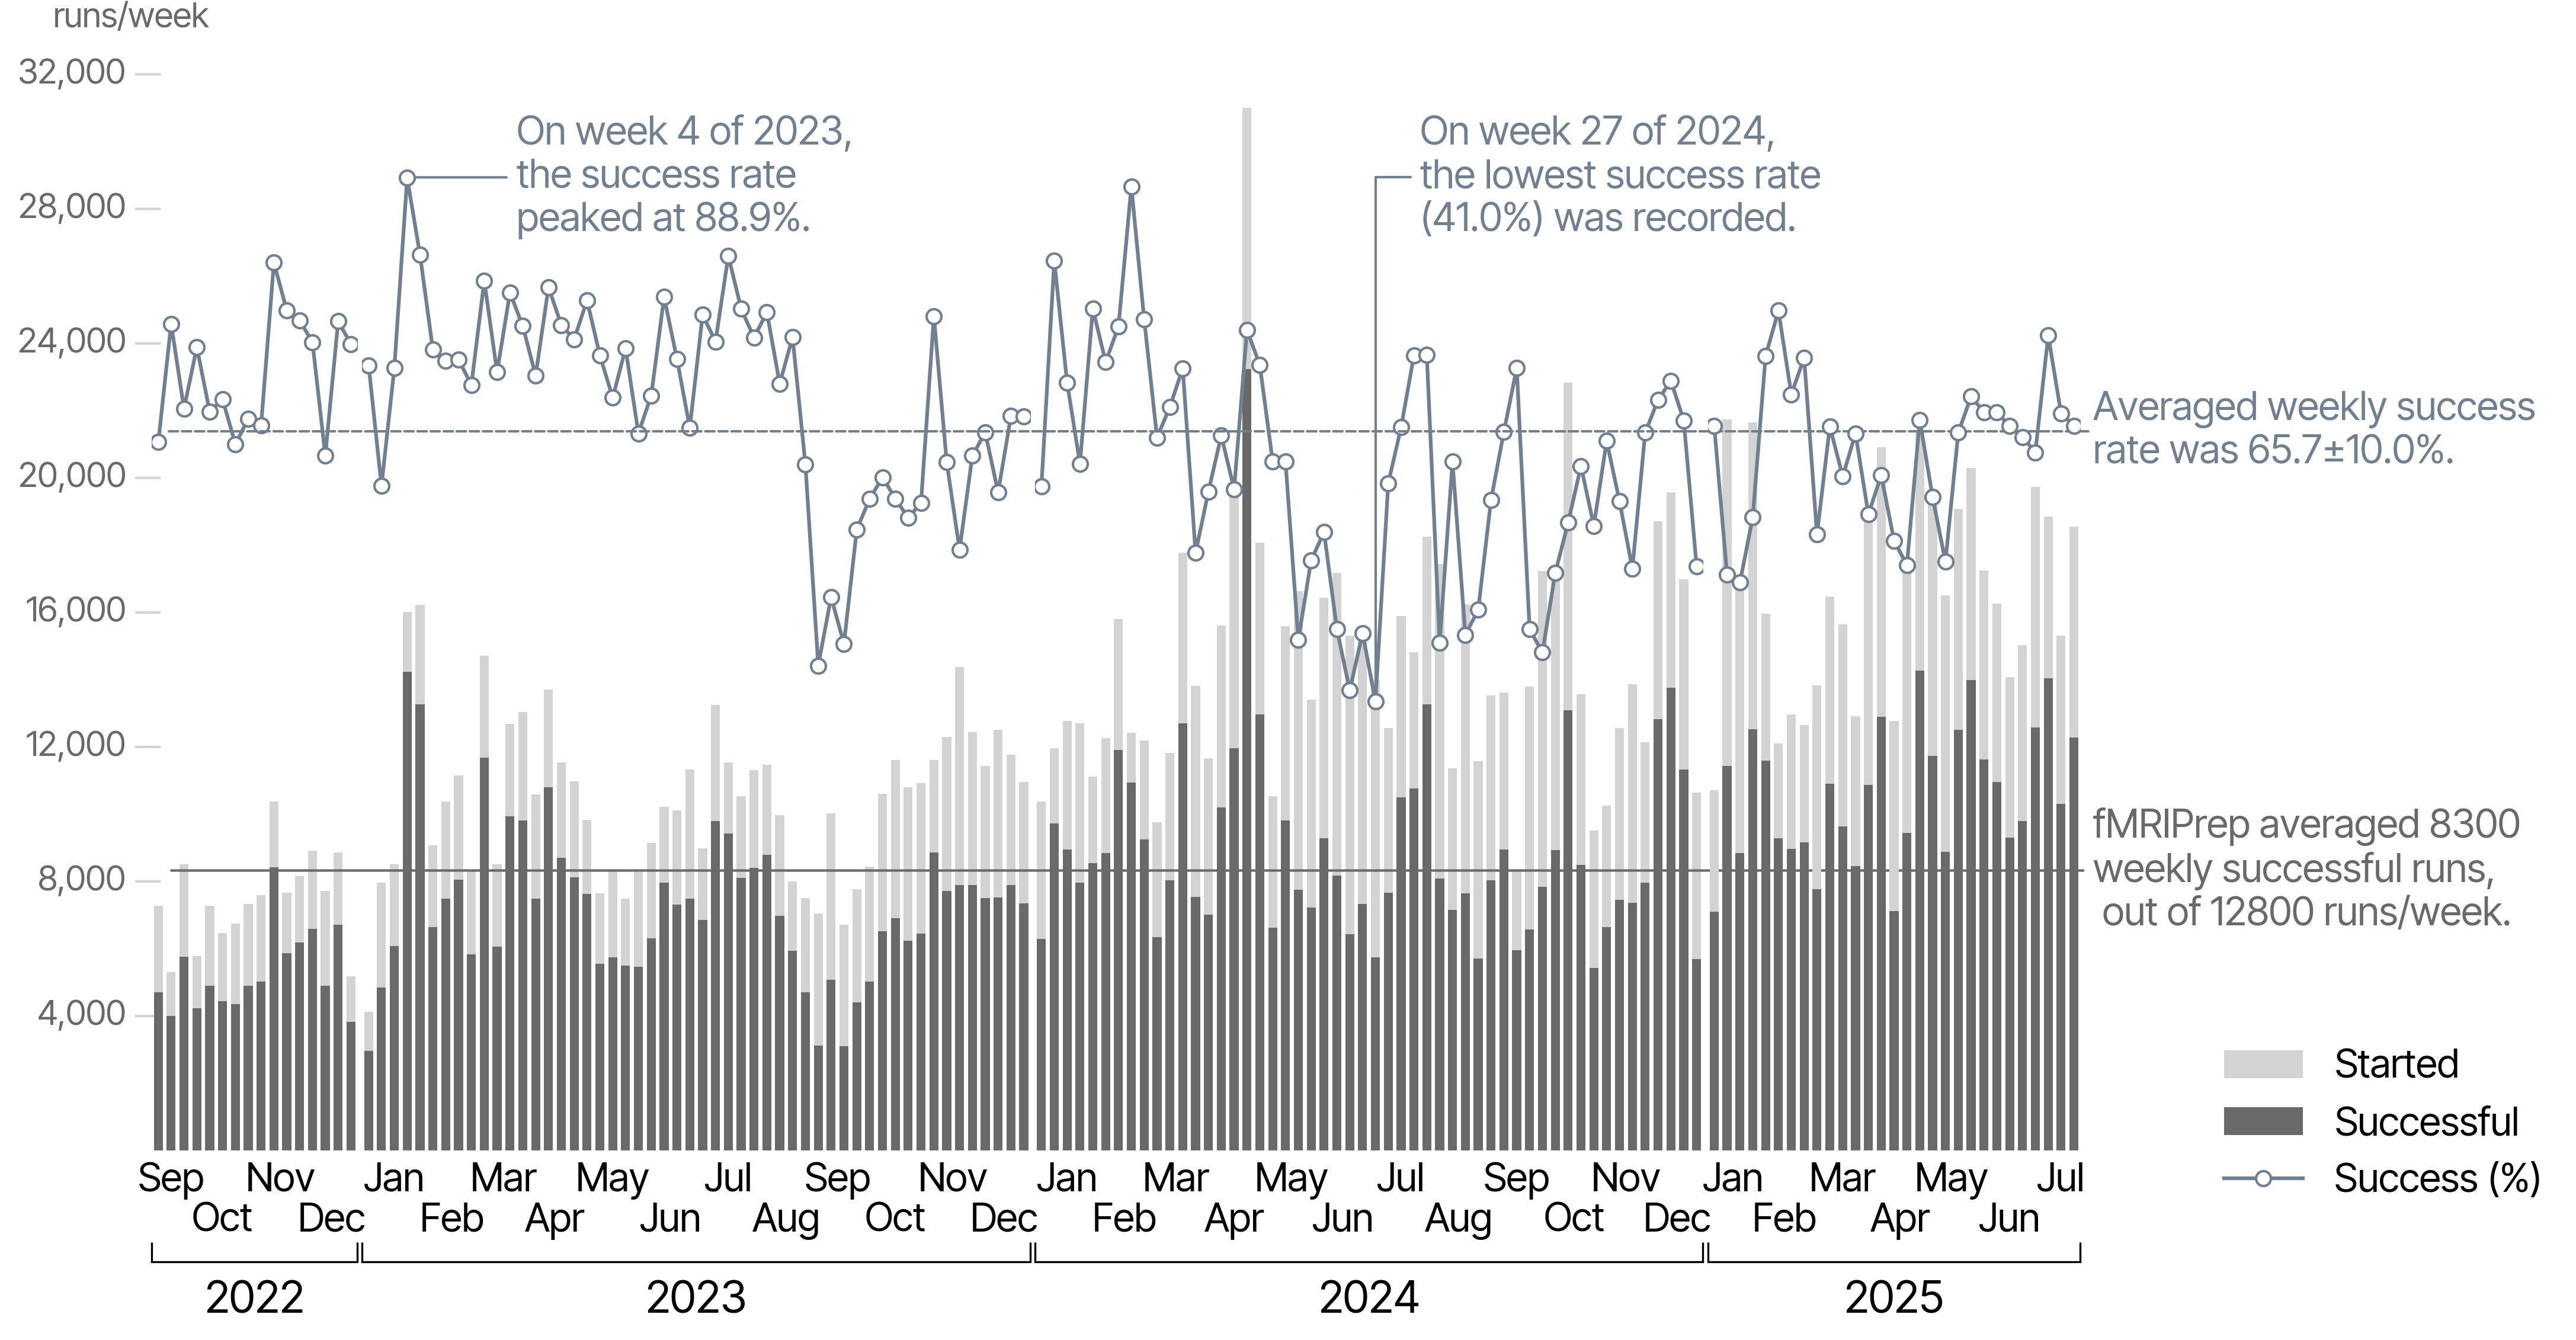 runs/week
32,000
28,000
24,000
20,000
16,000
12,000
8,000
4,000
On week 4 of 2023,
the success rate
peaked at 88.9%.
On week 27 of 2024,
the lowest success rate
(41.0%) was recorded.
Averaged weekly success
rate was 65.7±10.0%.
fMRIPrep averaged 8300
weekly successful runs,
out of 12800 runs/week.
Started
Successful
Success (%)
Sep Nov Jan Mar May Jul Sep Nov Jan Mar May Jul Sep Nov Jan Mar May Jul
Oct Dec Feb Apr Jun Aug Oct Dec Feb Apr Jun Aug Oct Dec Feb Apr Jun
2022 2023 2024 2025